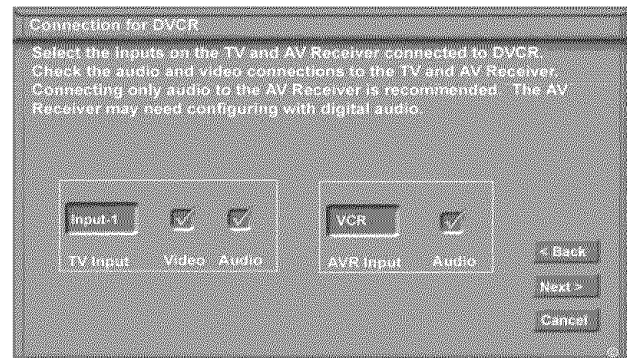 Connection for DVCR
Select the Inputs on the TV and AV Receiver connected to DVCR.
Check the audio and video connections to the TV and AV Receiver.
Connecting only audio to the AV Receiver is recommended. The AV
Receiver may need configuring with digital audio.
Input-1
VCR
TV Input Video Audio
AVR Input Audio
< Back
Next >
Cancel
©